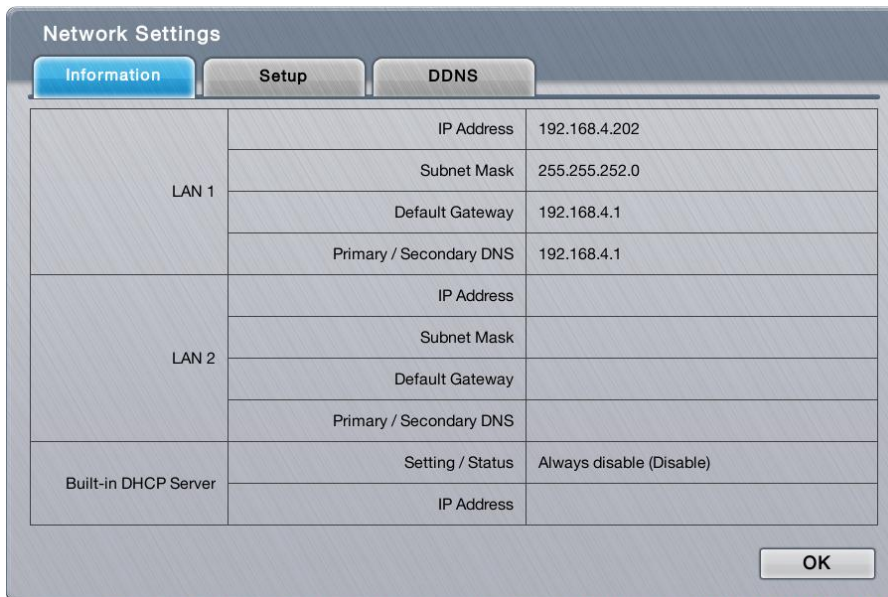 Network Settings
Information Setup DDNS
LAN 1
IP Address 192.168.4.202
Subnet Mask 255.255.252.0
Default Gateway 192.168.4.1
Primary / Secondary DNS 192.168.4.1
LAN 2
IP Address
Subnet Mask
Default Gateway
Primary / Secondary DNS
Built-in DHCP Server
Setting / Status Always disable (Disable)
IP Address
OK